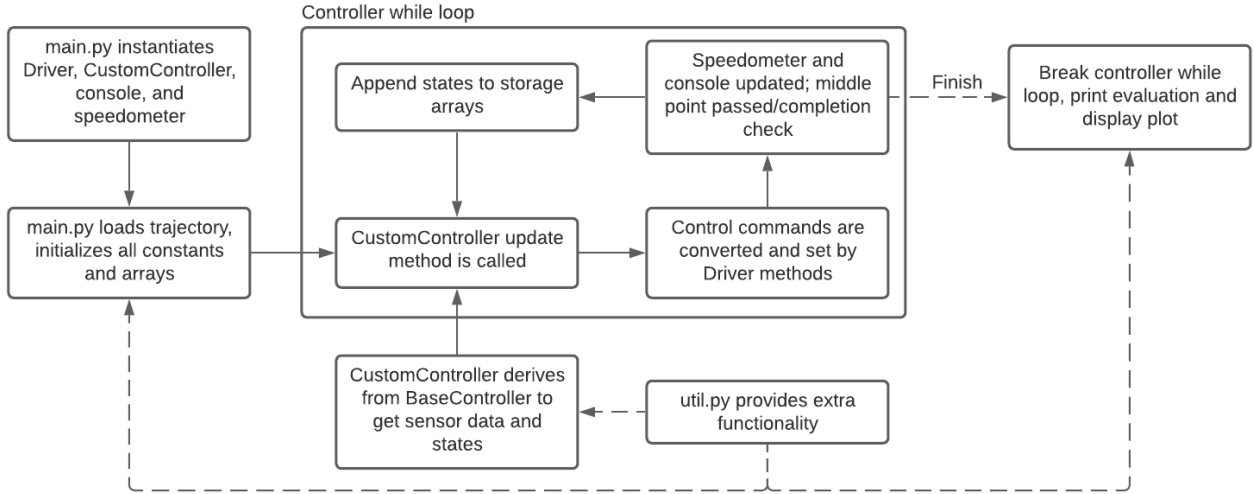 Controller while loop
main.py instantiates
Driver, CustomController,
console, and
speedometer
Append states to storage
arrays
Speedometer and
console updated; middle
point passed/completion
check
Finish
Break controller while
loop, print evaluation and
display plot
main.py loads trajectory,
initializes all constants
and arrays
CustomController update
method is called
Control commands are
converted and set by
Driver methods
CustomController derives
from BaseController to
get sensor data and
states
util.py provides extra
functionality